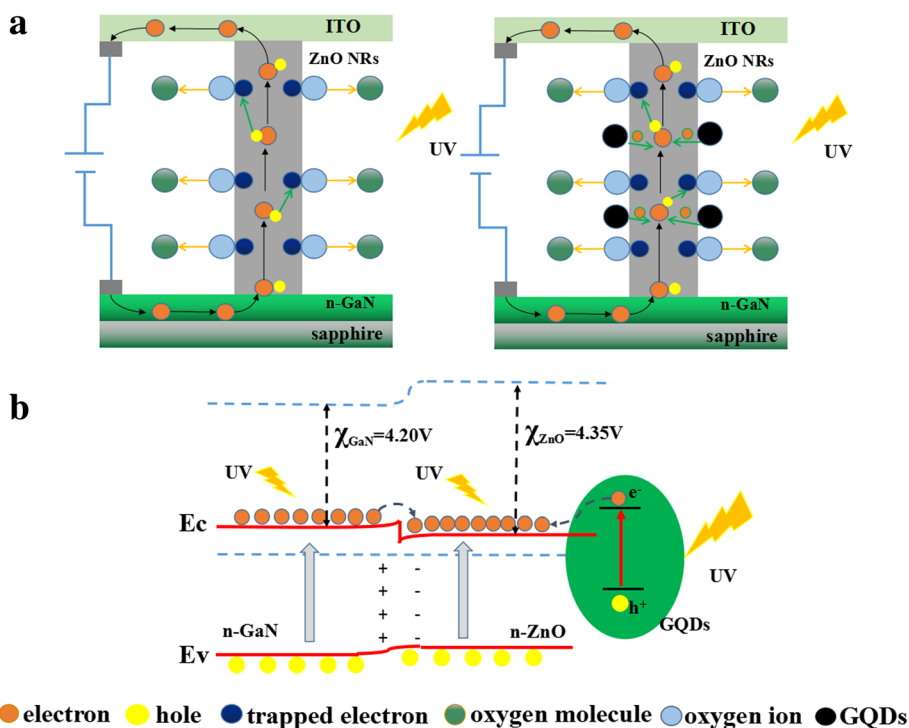 a
ITO
ZnO NRs
UV
n-GaN
sapphire
ITO
ZnO NRs
UV
n-GaN
sapphire
b
χGaN=4.20V
χZnO=4.35V
UV
UV
e-
Ec
UV
+ -
+ -
+ -
+ -
h+
GQDs
n-GaN
n-ZnO
Ev
electron
hole
trapped electron
oxygen molecule
oxygen ion
GQDs